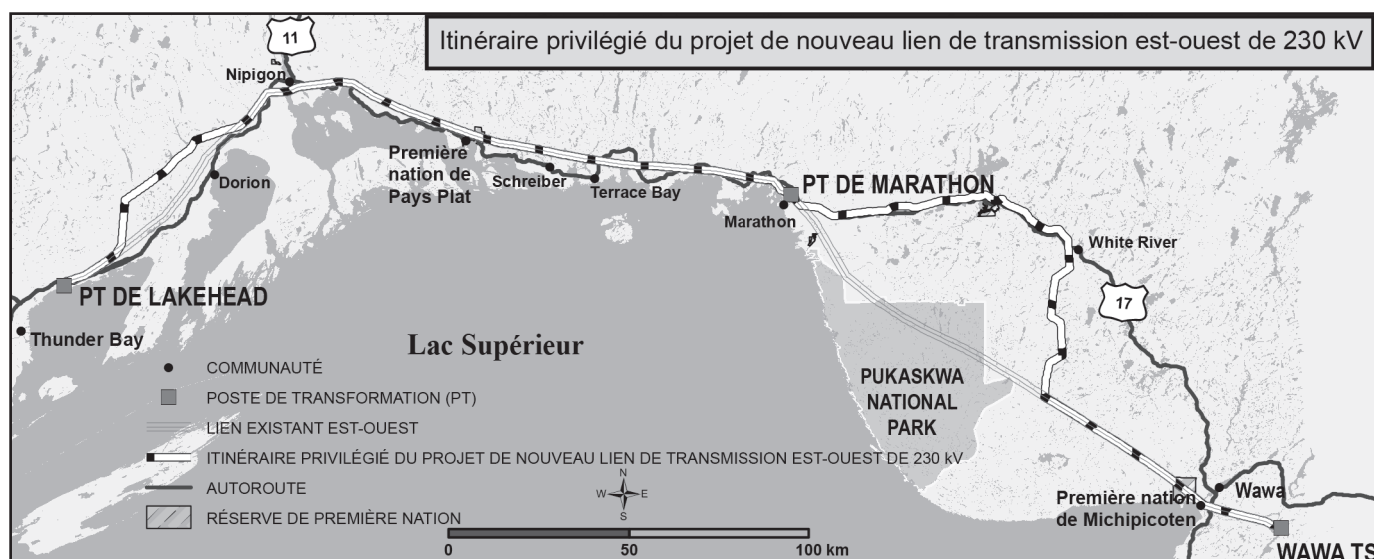 Itinéraire privilégié du projet de nouveau lien de transmission est-ouest de 230 kV
11
Nipigon
Dorion
Première
nation de
Pays Plat
Schreiber
Terrace Bay
PT DE MARATHON
Marathon
White River
17
PT DE LAKEHEAD
Thunder Bay
Lac Supérieur
PUKASKWA
NATIONAL
PARK
COMMUNAUTÉ
POSTE DE TRANSFORMATION (PT)
LIEN EXISTANT EST-OUEST
ITINÉRAIRE PRIVILÉGIÉ DU PROJET DE NOUVEAU LIEN DE TRANSMISSION EST-OUEST DE 230 kV
AUTOROUTE
RÉSERVE DE PREMIÈRE NATION
N
W E
S
0 50 100 km
Première nation
de Michipicoten
Wawa
WAWA TS